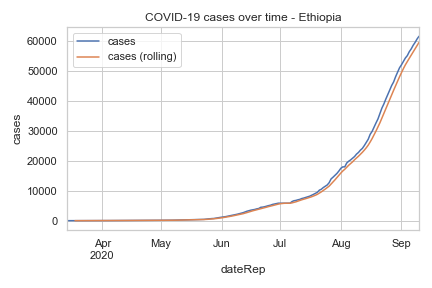 COVID-19 cases over time - Ethiopia
cases
cases (rolling)
60000
50000
40000
30000
20000
10000
0
cases
Apr
2020
May
Jun
Jul
Aug
Sep
dateRep